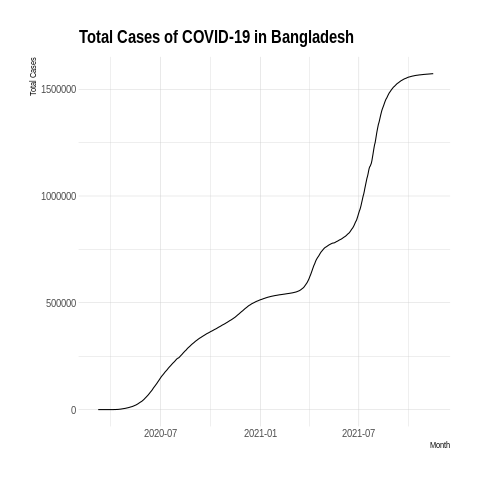 Total Cases of COVID-19 in Bangladesh
Total Cases
1500000
1000000
500000
0
2020-07 2021-01 2021-07
Month